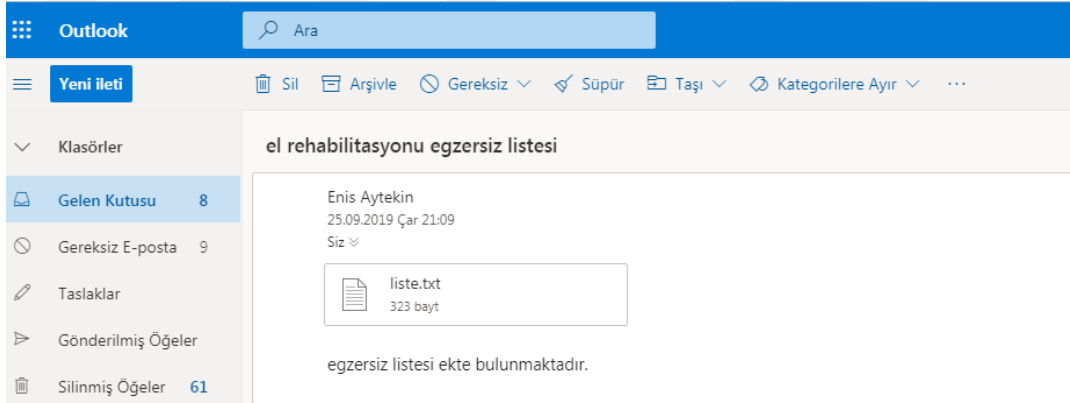 Outlook
Ara
Yeni ileti
Sil Arşivle Gereksiz Süpür Taşı Kategorilere Ayır ...
Klasörler
el rehabilitasyonu egzersiz listesi
Gelen Kutusu 8
Enis Aytekin
25.09.2019 Çar 21:09
Siz
Gereksiz E-posta 9
liste.txt
323 bayt
Taslaklar
Gönderilmiş Öğeler
egzersiz listesi ekte bulunmaktadır.
Silinmiş Öğeler 61